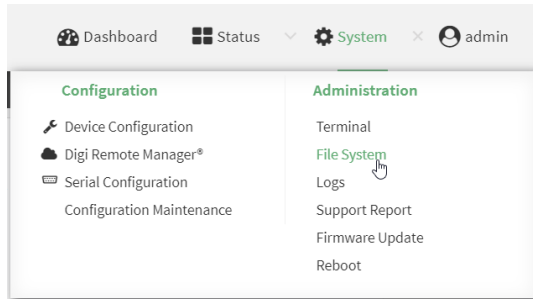 Dashboard Status System admin
Configuration
Device Configuration
Digi Remote Manager®
Serial Configuration
Configuration Maintenance
Administration
Terminal
File System
Logs
Support Report
Firmware Update
Reboot